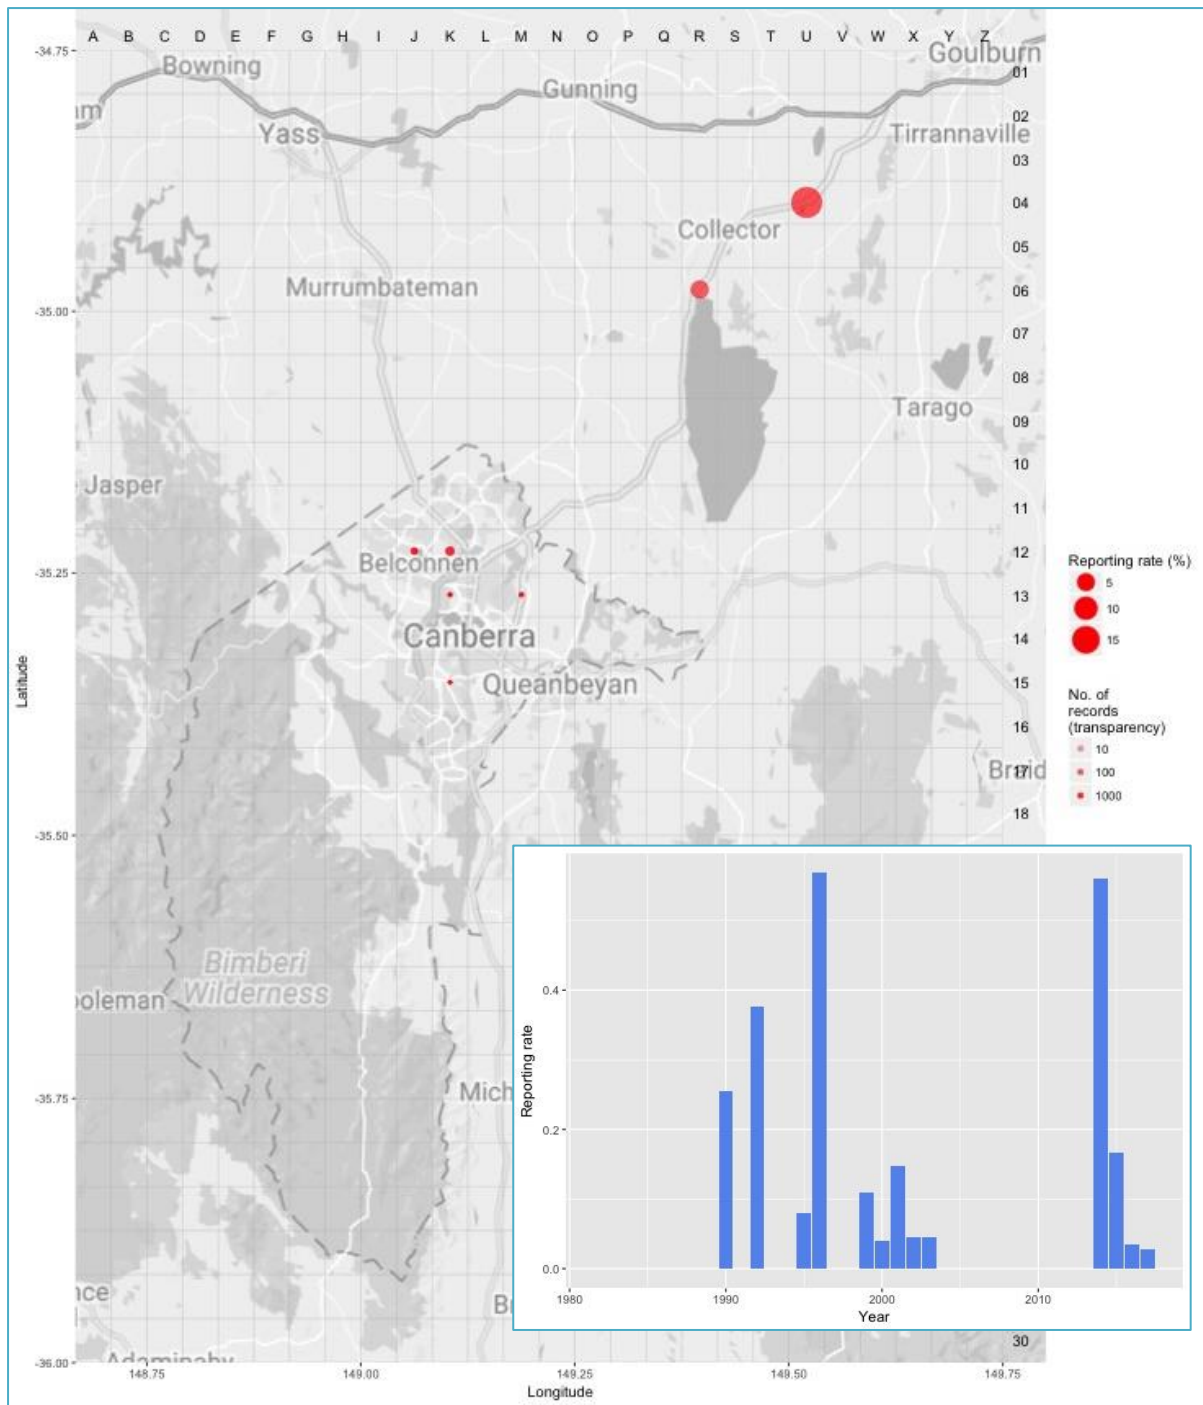 A B C D E F G H I J K L M N O P Q R S T U V W X Y Z
-34.75
Goulburn
Bowning
01
Gunning
m
02
Yass
Tirrannaville
03
04
Collector
05
Murrumbateman
06
-35.00
07
08
Tarago
09
10
Jasper
11
Belconnen
12
-35.25
13
Canberra
14
Queanbeyan
15
16
Braid
17
18
-35.50
Reporting rate (%)
5
10
15
No. of
records
(transparency)
10
100
1000
Latitude
Bimberi
Wilderness
ooleman
-35.75
Mich
nce
B
30
-36.00
Adaminaby
148.75 149.00 149.25 149.50 149.75
Longitude
Reporting rate
0.4
0.2
0.0
1980 1990 2000 2010
Year